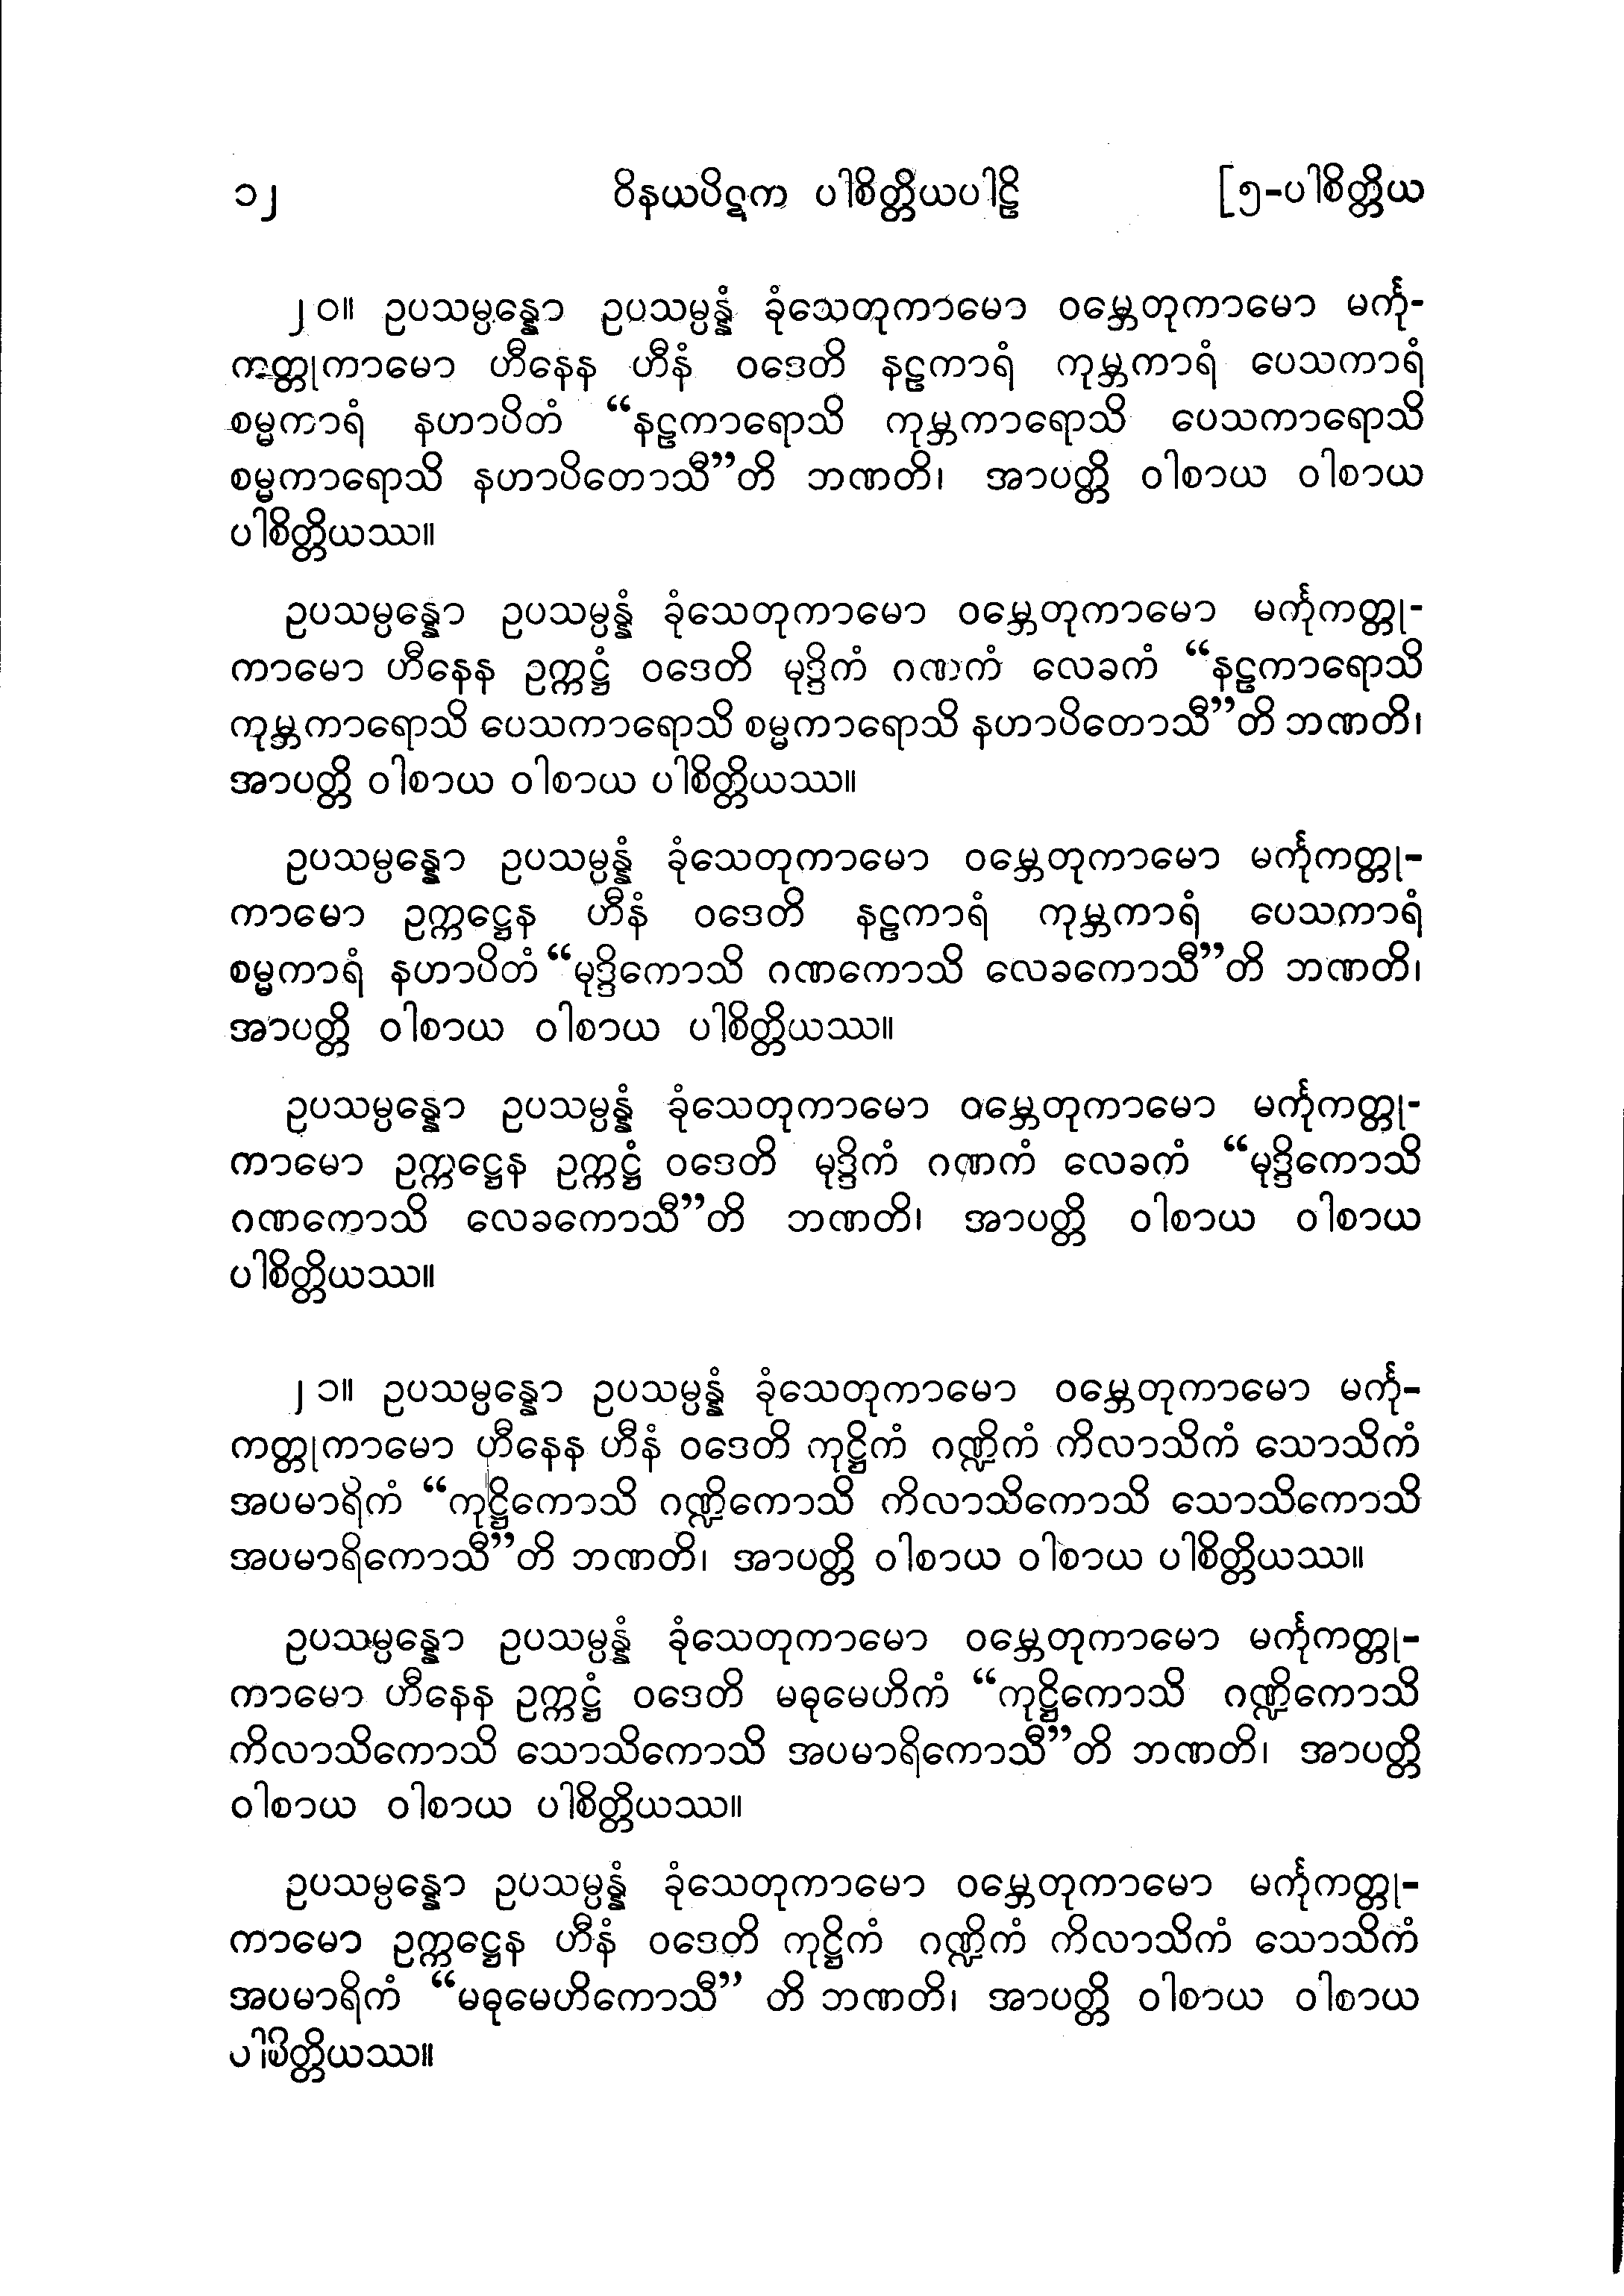 ၁၂ ဝိနယပိဋက ပါစိတ္တိယပါဠိ [၅-ပါစိတ္တိယ
၂၀။ ဥပသမ္ပန္နော ဥပသမ္ပန္နံ ခုံသေတုကာမော ဝမ္ဘေတုကာမော မင်္ကု-
ကတ္တုကာမော ဟီနေန ဟီနံ ဝဒေတိ နဠကာရံ ကုမ္ဘကာရံ ပေသကာရံ
စမ္မကာရံ နဟာပိတံ “နဠကာရောသိ ကုမ္ဘကာရောသိ ပေသကာရောသိ
စမ္မကာရောသိ နဟာပိတောသီ”တိ ဘဏတိ၊ အာပတ္တိ ဝါစာယ ဝါစာယ
ပါစိတ္တိယဿ။
ဥပသမ္ပန္နော ဥပသမ္ပန္နံ ခုံသေတုကာမော ဝမ္ဘေတုကာမော မင်္ကုကတ္တု-
ကာမော ဟီနေန ဥက္ကဋ္ဌံ ဝဒေတိ မုဒ္ဒိကံ ဂဏကံ လေခကံ “နဠကာရောသိ
ကုမ္ဘကာရောသိ ပေသကာရောသိ စမ္မကာရောသိ နဟာပိတောသီ”တိ ဘဏတိ၊
အာပတ္တိ ဝါစာယ ဝါစာယ ပါစိတ္တိယဿ။
ဥပသမ္ပန္နော ဥပသမ္ပန္နံ ခုံသေတုကာမော ဝမ္ဘေတုကာမော မင်္ကုကတ္တု-
ကာမော ဥက္ကဋ္ဌေန ဟီနံ ဝဒေတိ နဠကာရံ ကုမ္ဘကာရံ ပေသကာရံ
စမ္မကာရံ နဟာပိတံ “မုဒ္ဒိကောသိ ဂဏကောသိ လေခကောသီ”တိ ဘဏတိ၊
အာပတ္တိ ဝါစာယ ဝါစာယ ပါစိတ္တိယဿ။
ဥပသမ္ပန္နော ဥပသမ္ပန္နံ ခုံသေတုကာမော ဝမ္ဘေတုကာမော မင်္ကုကတ္တု-
ကာမော ဥက္ကဋ္ဌေန ဥက္ကဋ္ဌံ ဝဒေတိ မုဒ္ဒိကံ ဂဏကံ လေခကံ “မုဒ္ဒိကောသိ
ဂဏကောသိ လေခကောသီ”တိ ဘဏတိ၊ အာပတ္တိ ဝါစာယ ဝါစာယ
ပါစိတ္တိယဿ။
၂၁။ ဥပသမ္ပန္နော ဥပသမ္ပန္နံ ခုံသေတုကာမော ဝမ္ဘေတုကာမော မင်္ကု-
ကတ္တုကာမော ဟီနေန ဟီနံ ဝဒေတိ ကုဋ္ဌိကံ ဂဏ္ဍိကံ ကိလာသိကံ သောသိကံ
အပမာရိကံ “ကုဋ္ဌိကောသိ ဂဏ္ဍိကောသိ ကိလာသိကောသိ သောသိကောသိ
အပမာရိကောသီ”တိ ဘဏတိ၊ အာပတ္တိ ဝါစာယ ဝါစာယ ပါစိတ္တိယဿ။
ဥပသမ္ပန္နော ဥပသမ္ပန္နံ ခုံသေတုကာမော ဝမ္ဘေတုကာမော မင်္ကုကတ္တု-
ကာမော ဟီနေန ဥက္ကဋ္ဌံ ဝဒေတိ မဓုမေဟိကံ “ကုဋ္ဌိကောသိ ဂဏ္ဍိကောသိ
ကိလာသိကောသိ သောသိကောသိ အပမာရိကောသီ”တိ ဘဏတိ၊ အာပတ္တိ
ဝါစာယ ဝါစာယ ပါစိတ္တိယဿ။
ဥပသမ္ပန္နော ဥပသမ္ပန္နံ ခုံသေတုကာမော ဝမ္ဘေတုကာမော မင်္ကုကတ္တု-
ကာမော ဥက္ကဋ္ဌေန ဟီနံ ဝဒေတိ ကုဋ္ဌိကံ ဂဏ္ဍိကံ ကိလာသိကံ သောသိကံ
အပမာရိကံ “မဓုမေဟိကောသီ” တိ ဘဏတိ၊ အာပတ္တိ ဝါစာယ ဝါစာယ
ပါစိတ္တိယဿ။